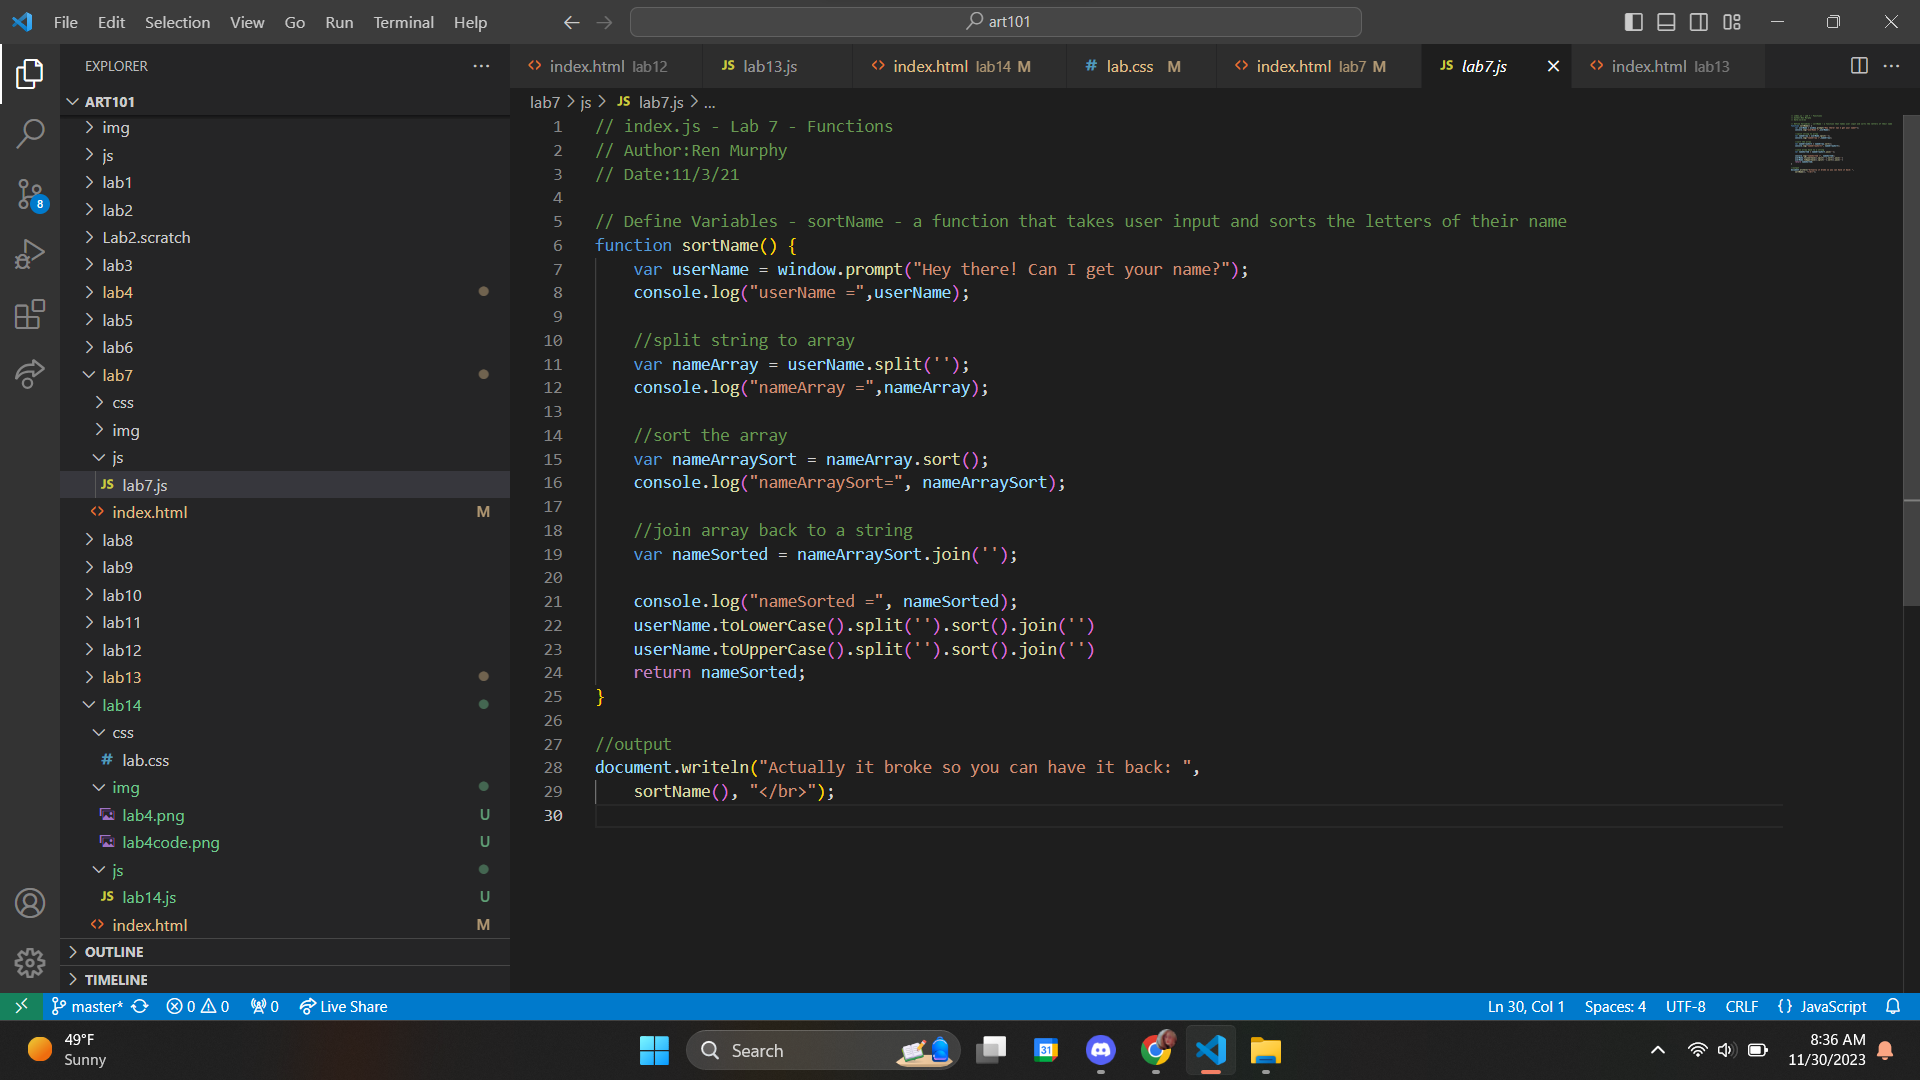 File Edit Selection View Go Run Terminal Help
art101
EXPLORER
index.html lab12
JS lab13.js
index.html lab14 M
# lab.css M
index.html lab7 M
JS lab7.js
index.html lab13
ART101
img
js
lab1
lab2
Lab2.scratch
lab3
lab4
lab5
lab6
lab7
css
img
js
JS lab7.js
index.html M
lab8
lab9
lab10
lab11
lab12
lab13
lab14
css
# lab.css
img
lab4.png U
lab4code.png U
js
JS lab14.js U
index.html M
OUTLINE
TIMELINE
8
lab7 > js > JS lab7.js > ...
1 // index.js - Lab 7 - Functions
2 // Author:Ren Murphy
3 // Date:11/3/21
4
5 // Define Variables - sortName - a function that takes user input and sorts the letters of their name
6 function sortName() {
7 var userName = window.prompt("Hey there! Can I get your name?");
8 console.log("userName =",userName);
9
10 //split string to array
11 var nameArray = userName.split('');
12 console.log("nameArray =",nameArray);
13
14 //sort the array
15 var nameArraySort = nameArray.sort();
16 console.log("nameArraySort=", nameArraySort);
17
18 //join array back to a string
19 var nameSorted = nameArraySort.join('');
20
21 console.log("nameSorted =", nameSorted);
22 userName.toLowerCase().split('').sort().join('')
23 userName.toUpperCase().split('').sort().join('')
24 return nameSorted;
25 }
26
27 //output
28 document.writeln("Actually it broke so you can have it back: ",
29 sortName(), "</br>");
30
master* 0 0 0 Live Share
Ln 30, Col 1 Spaces: 4 UTF-8 CRLF {} JavaScript
49°F
Sunny
Search
31
8:36 AM
11/30/2023